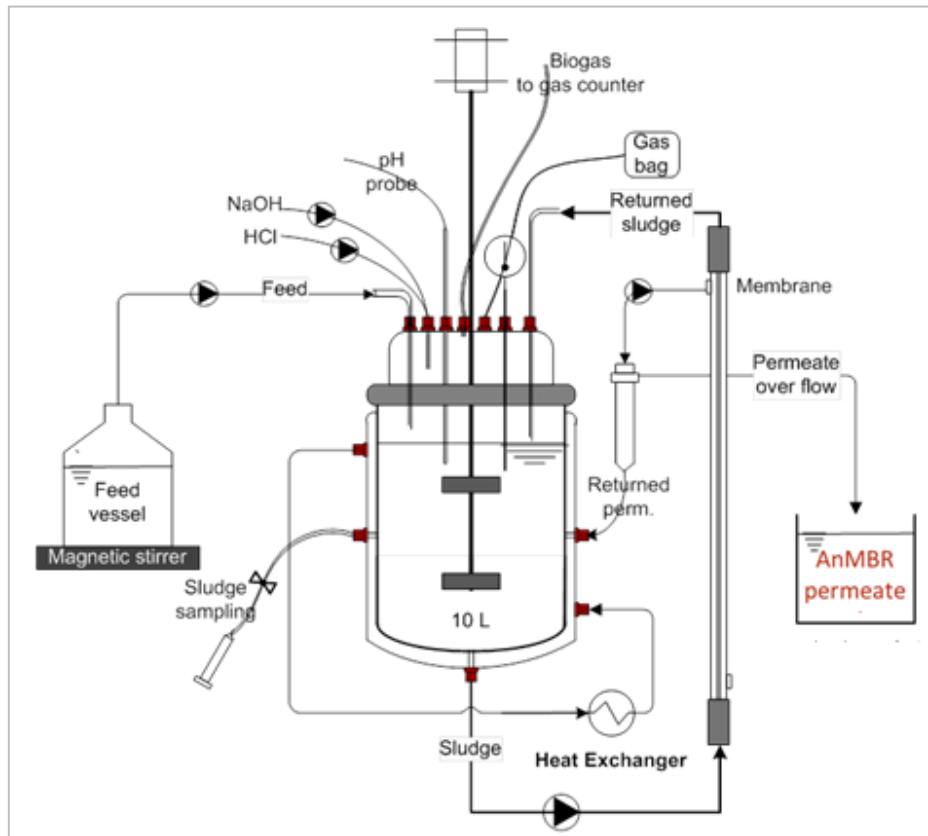 Biogas
to gas counter
Gas
bag
pH
probe
NaOH
HCl
Returned
sludge
Feed
Membrane
Permeate
over flow
Feed
vessel
Magnetic stirrer
Returned
perm.
AnMBR
permeate
Sludge
sampling
10 L
Sludge
Heat Exchanger